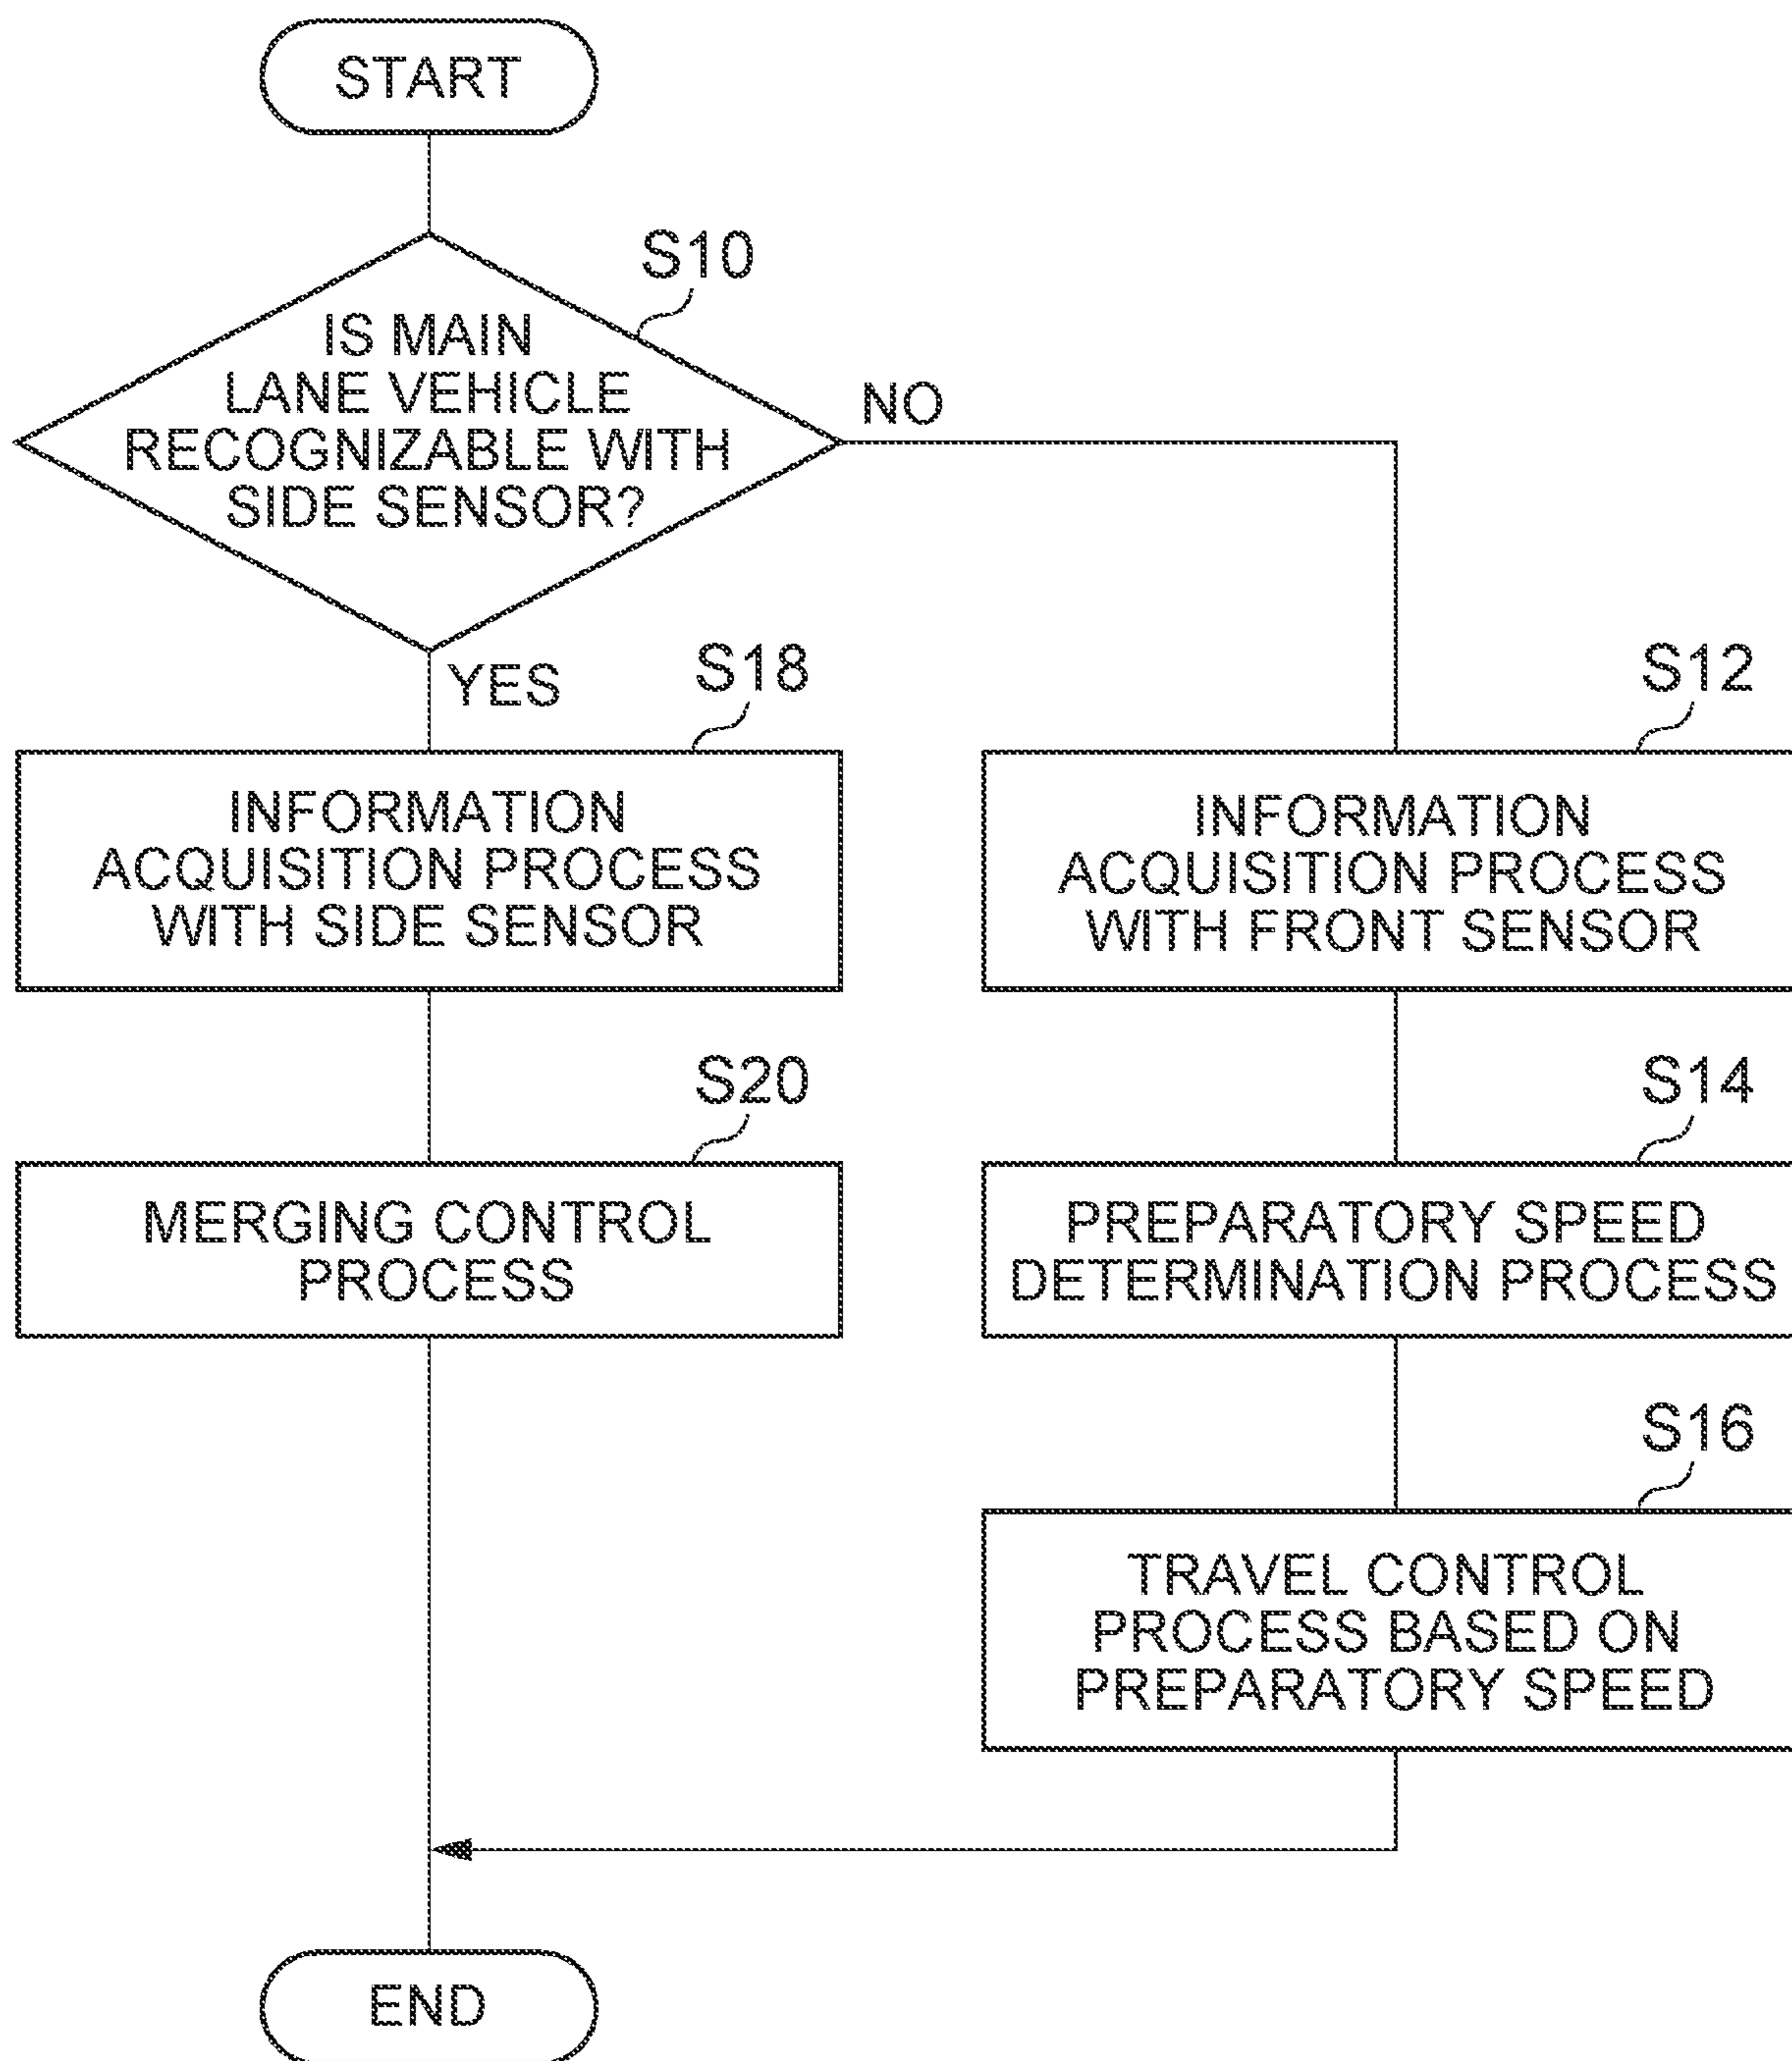 START
S10
IS MAIN
LANE VEHICLE
RECOGNIZABLE WITH
SIDE SENSOR?
NO
YES
S18
INFORMATION
ACQUISITION PROCESS
WITH SIDE SENSOR
S12
INFORMATION
ACQUISITION PROCESS
WITH FRONT SENSOR
S20
MERGING CONTROL
PROCESS
S14
PREPARATORY SPEED
DETERMINATION PROCESS
S16
TRAVEL CONTROL
PROCESS BASED ON
PREPARATORY SPEED
END